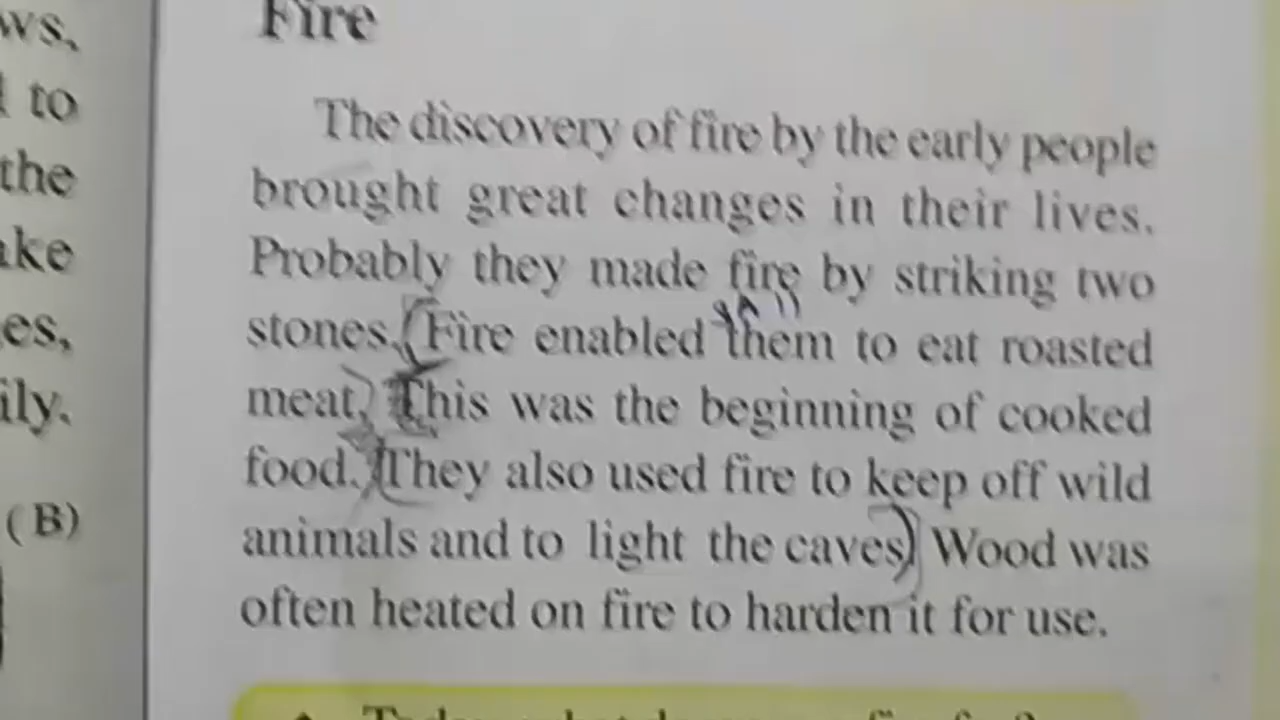 ws,
to
the
ake
es,
ily.
(B)
Fire
The discovery of fire by the early people
brought great changes in their lives.
Probably they made fire by striking two
stones. Fire enabled them to eat roasted
meat. This was the beginning of cooked
food. They also used fire to keep off wild
animals and to light the caves. Wood was
often heated on fire to harden it for use.